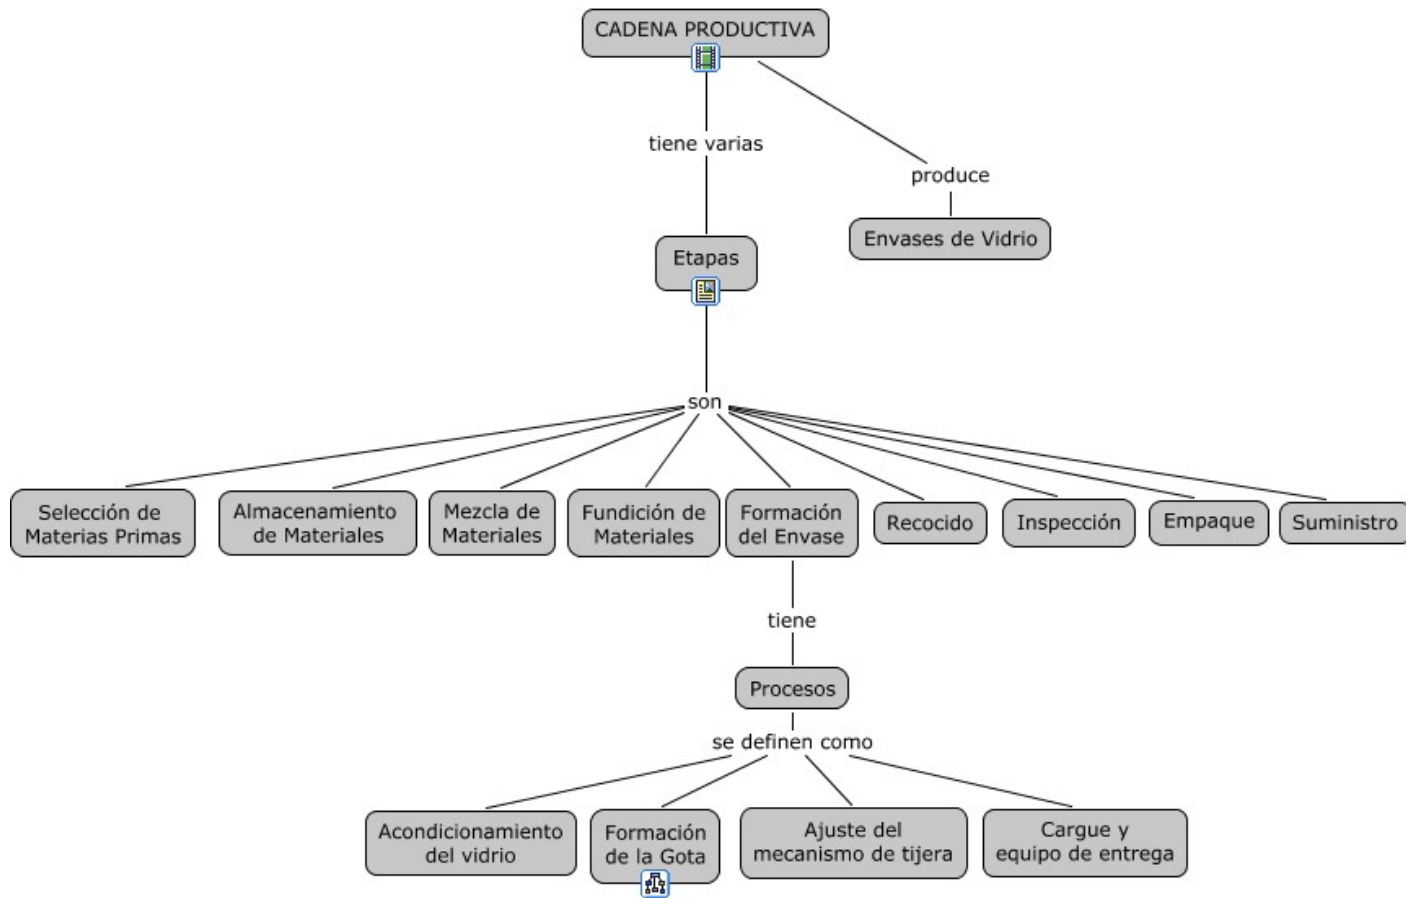 CADENA PRODUCTIVA
tiene varias
produce
Envases de Vidrio
Etapas
son
Selección de
Materias Primas
Almacenamiento
de Materiales
Mezcla de
Materiales
Fundición de
Materiales
Formación
del Envase
Recocido
Inspección
Empaque
Suministro
tiene
Procesos
se definen como
Acondicionamiento
del vidrio
Formación
de la Gota
Ajuste del
mecanismo de tijera
Cargue y
equipo de entrega